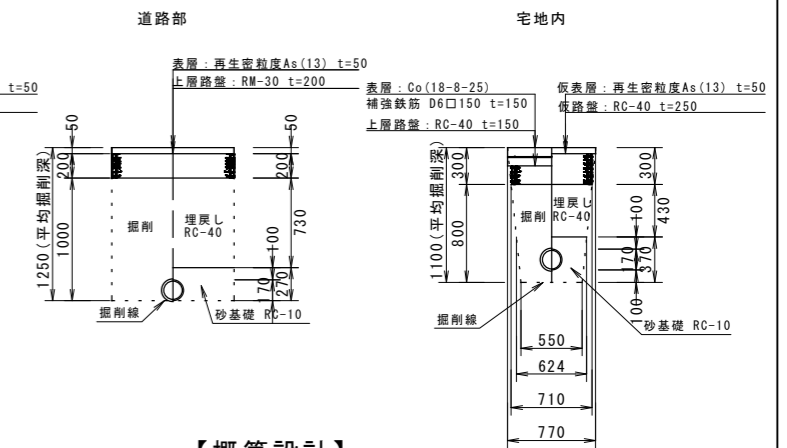 道路部
宅地内
t=50
表層：再生密粒度As(13) t=50
上層路盤：RM-30 t=200
表層：Co(18-8-25)
補強鉄筋 D6□150 t=150
上層路盤：RC-40 t=150
仮表層：再生密粒度As(13) t=50
仮路盤：RC-40 t=250
50
200
1000
1250(平均掘削深)
掘削
埋戻し
RC-40
50
200
730
100
170
270
掘削線
砂基礎 RC-10
300
800
1100(平均掘削深)
掘削
埋戻し
RC-40
300
430
100
170
370
100
掘削線
砂基礎 RC-10
550
624
710
770
【概算設計】